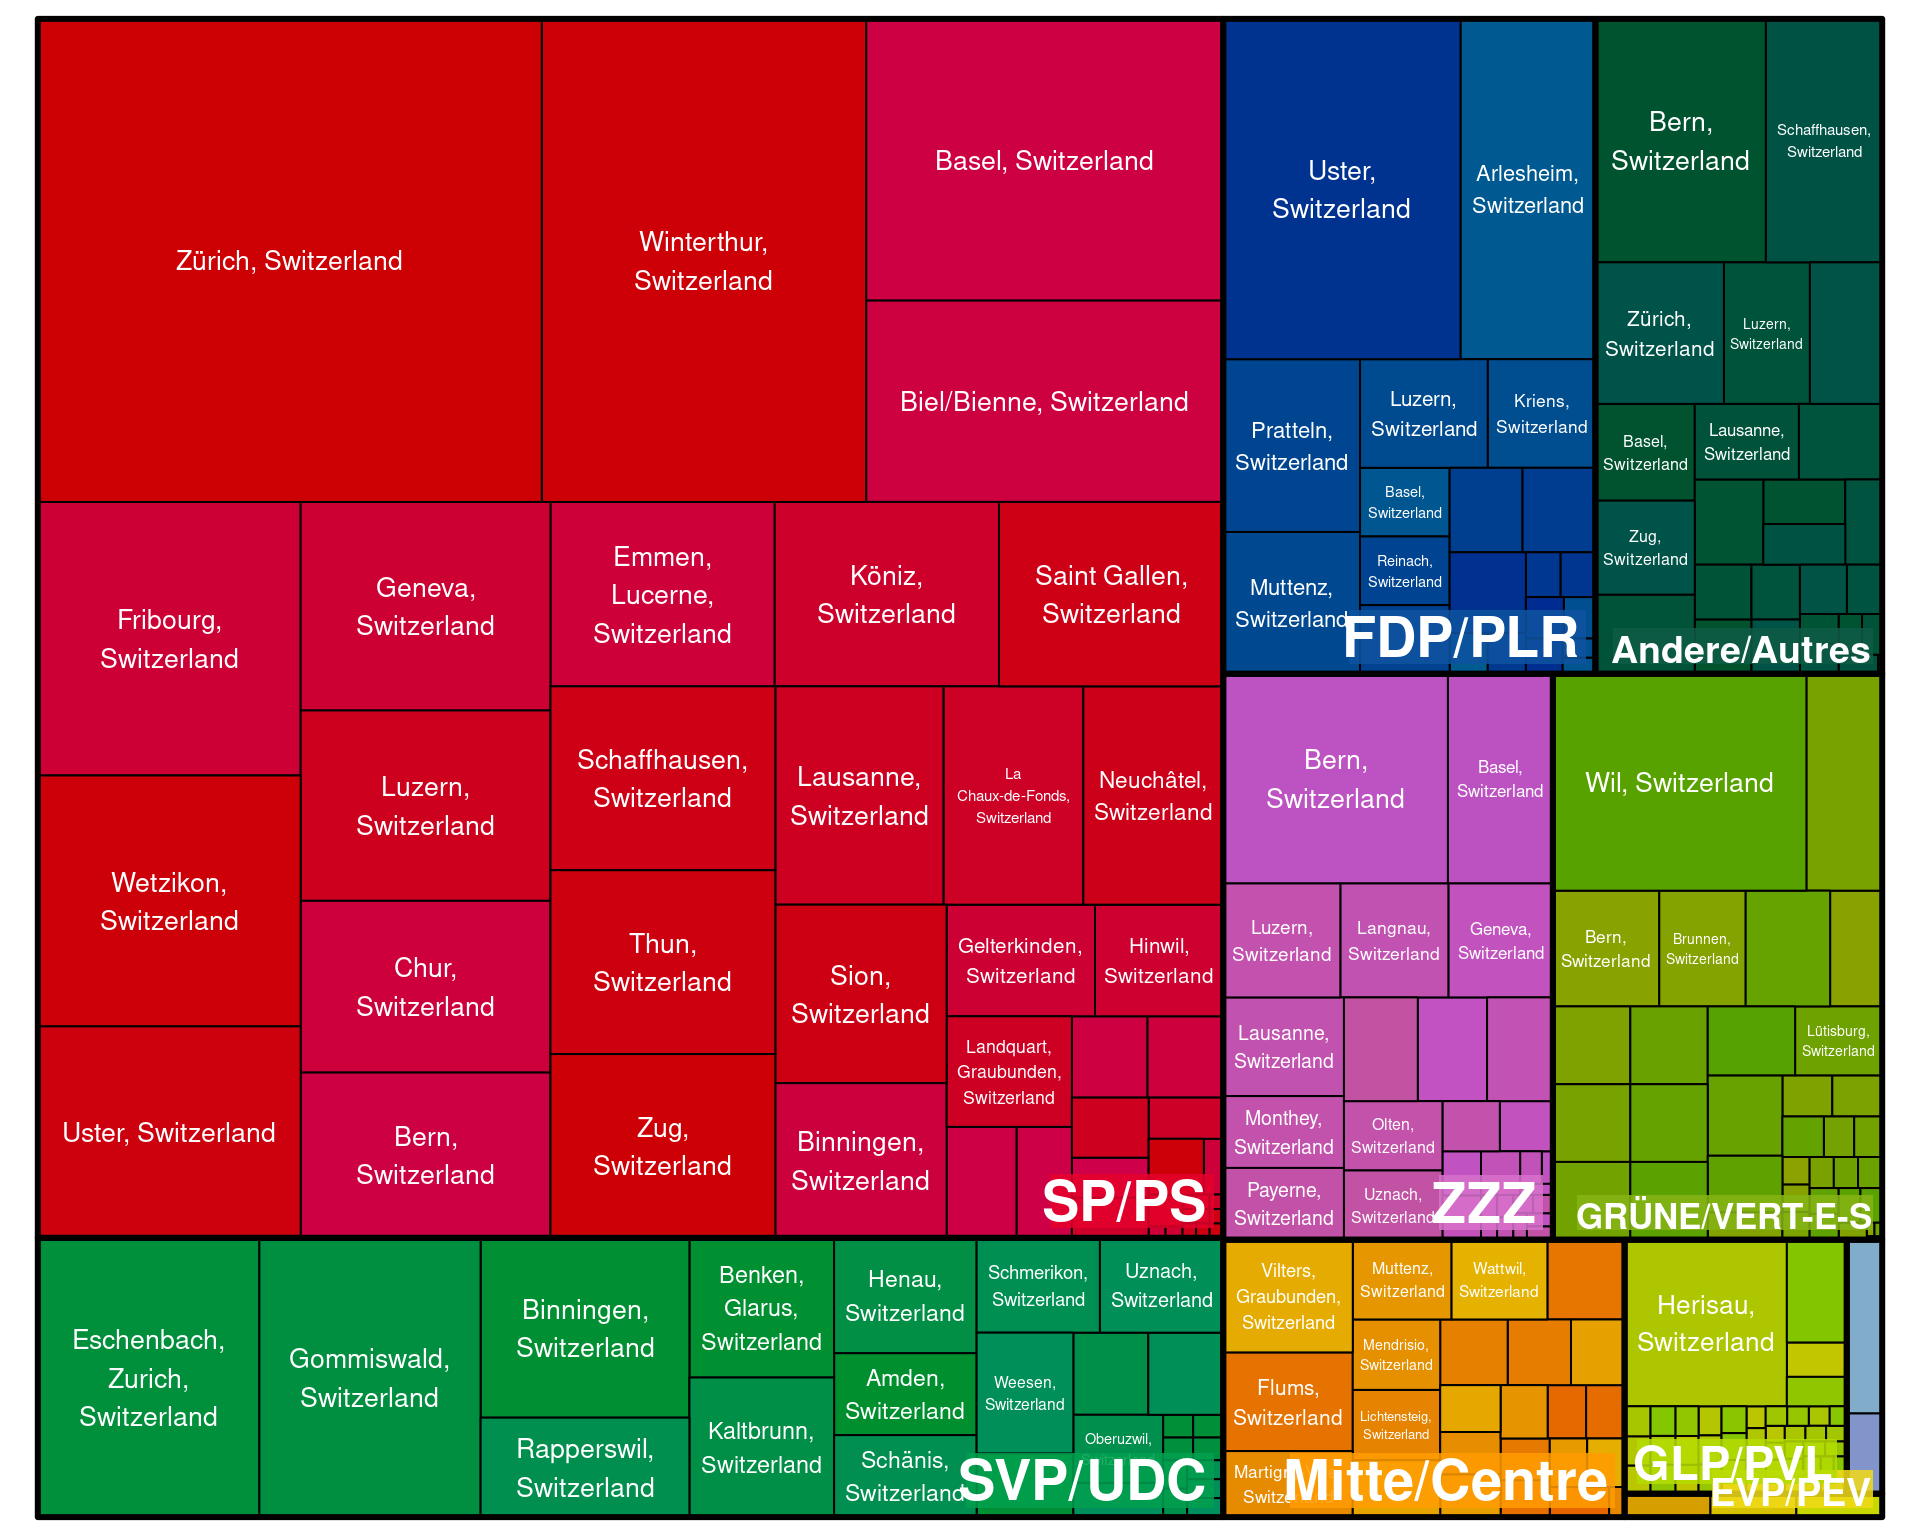 Zürich, Switzerland
Winterthur,
Switzerland
Basel, Switzerland
Biel/Bienne, Switzerland
Fribourg,
Switzerland
Geneva,
Switzerland
Emmen,
Lucerne,
Switzerland
Köniz,
Switzerland
Saint Gallen,
Switzerland
Luzern,
Switzerland
Schaffhausen,
Switzerland
Lausanne,
Switzerland
La
Chaux-de-Fonds,
Switzerland
Neuchâtel,
Switzerland
Wetzikon,
Switzerland
Chur,
Switzerland
Thun,
Switzerland
Sion,
Switzerland
Gelterkinden,
Switzerland
Hinwil,
Switzerland
Landquart,
Graubunden,
Switzerland
Uster, Switzerland
Bern,
Switzerland
Zug,
Switzerland
Binningen,
Switzerland
SP/PS
Uster,
Switzerland
Arlesheim,
Switzerland
Pratteln,
Switzerland
Luzern,
Switzerland
Kriens,
Switzerland
Basel,
Switzerland
Reinach,
Switzerland
Muttenz,
Switzerland
FDP/PLR
Bern,
Switzerland
Schaffhausen,
Switzerland
Zürich,
Switzerland
Luzern,
Switzerland
Basel,
Switzerland
Lausanne,
Switzerland
Zug,
Switzerland
Andere/Autres
Bern,
Switzerland
Basel,
Switzerland
Luzern,
Switzerland
Langnau,
Switzerland
Geneva,
Switzerland
Lausanne,
Switzerland
Monthey,
Switzerland
Olten,
Switzerland
Payerne,
Switzerland
Uznach,
Switzerland
ZZZ
Wil, Switzerland
Bern,
Switzerland
Brunnen,
Switzerland
Lütisburg,
Switzerland
GRÜNE/VERT-E-S
Eschenbach,
Zurich,
Switzerland
Gommiswald,
Switzerland
Binningen,
Switzerland
Rapperswil,
Switzerland
Benken,
Glarus,
Switzerland
Kaltbrunn,
Switzerland
Henau,
Switzerland
Amden,
Switzerland
Schänis,
Switzerland
Schmerikon,
Switzerland
Uznach,
Switzerland
Weesen,
Switzerland
Oberuzwil,
SVP/UDC
Vilters,
Graubunden,
Switzerland
Muttenz,
Switzerland
Wattwil,
Switzerland
Mendrisio,
Switzerland
Flums,
Switzerland
Lichtensteig,
Switzerland
Mitte/Centre
Herisau,
Switzerland
GLP/PVL
EVP/PEV